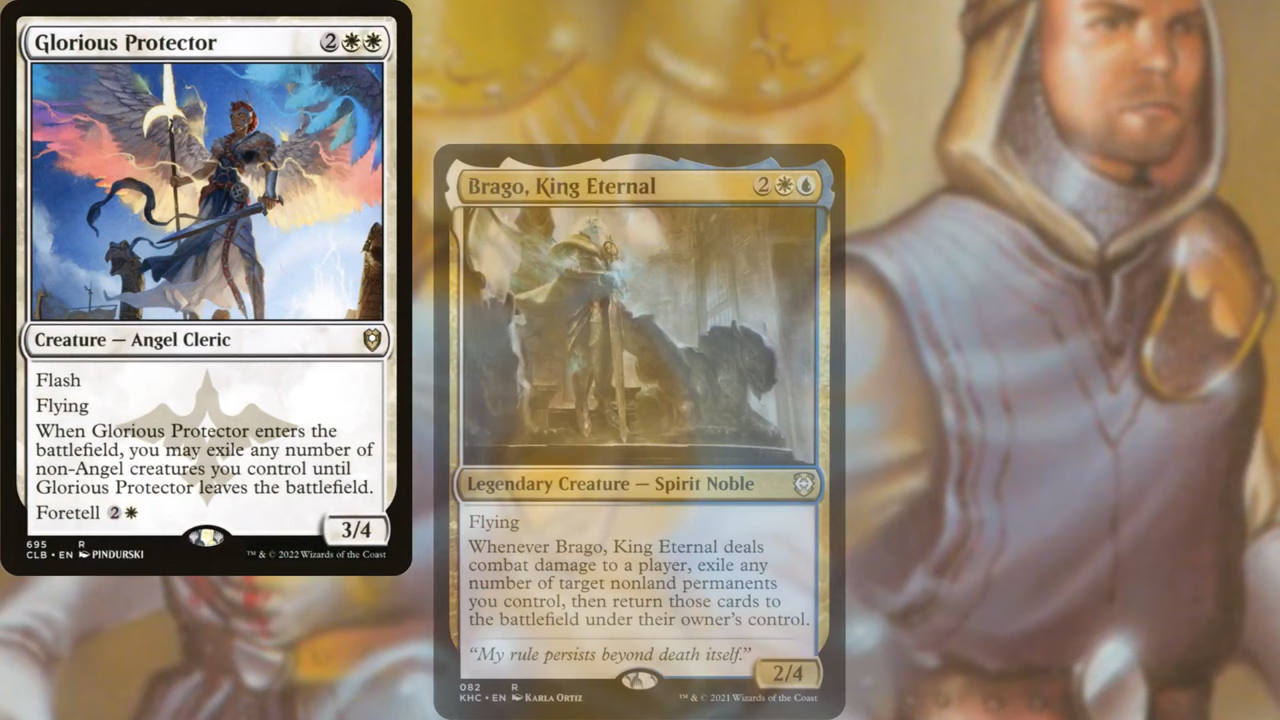 Glorious Protector 2
Creature — Angel Cleric
Flash
Flying
When Glorious Protector enters the
battlefield, you may exile any number of
non-Angel creatures you control until
Glorious Protector leaves the battlefield.
Foretell 2
3/4
695 R
CLB • EN PINDURSKI ™ & © 2022 Wizards of the Coast
Brago, King Eternal 2
Legendary Creature — Spirit Noble
Flying
Whenever Brago, King Eternal deals
combat damage to a player, exile any
number of target nonland permanents
you control, then return those cards to
the battlefield under their owner's control.
"My rule persists beyond death itself."
2/4
082 R
KHC • EN KARLA ORTIZ ™ & © 2021 Wizards of the Coast